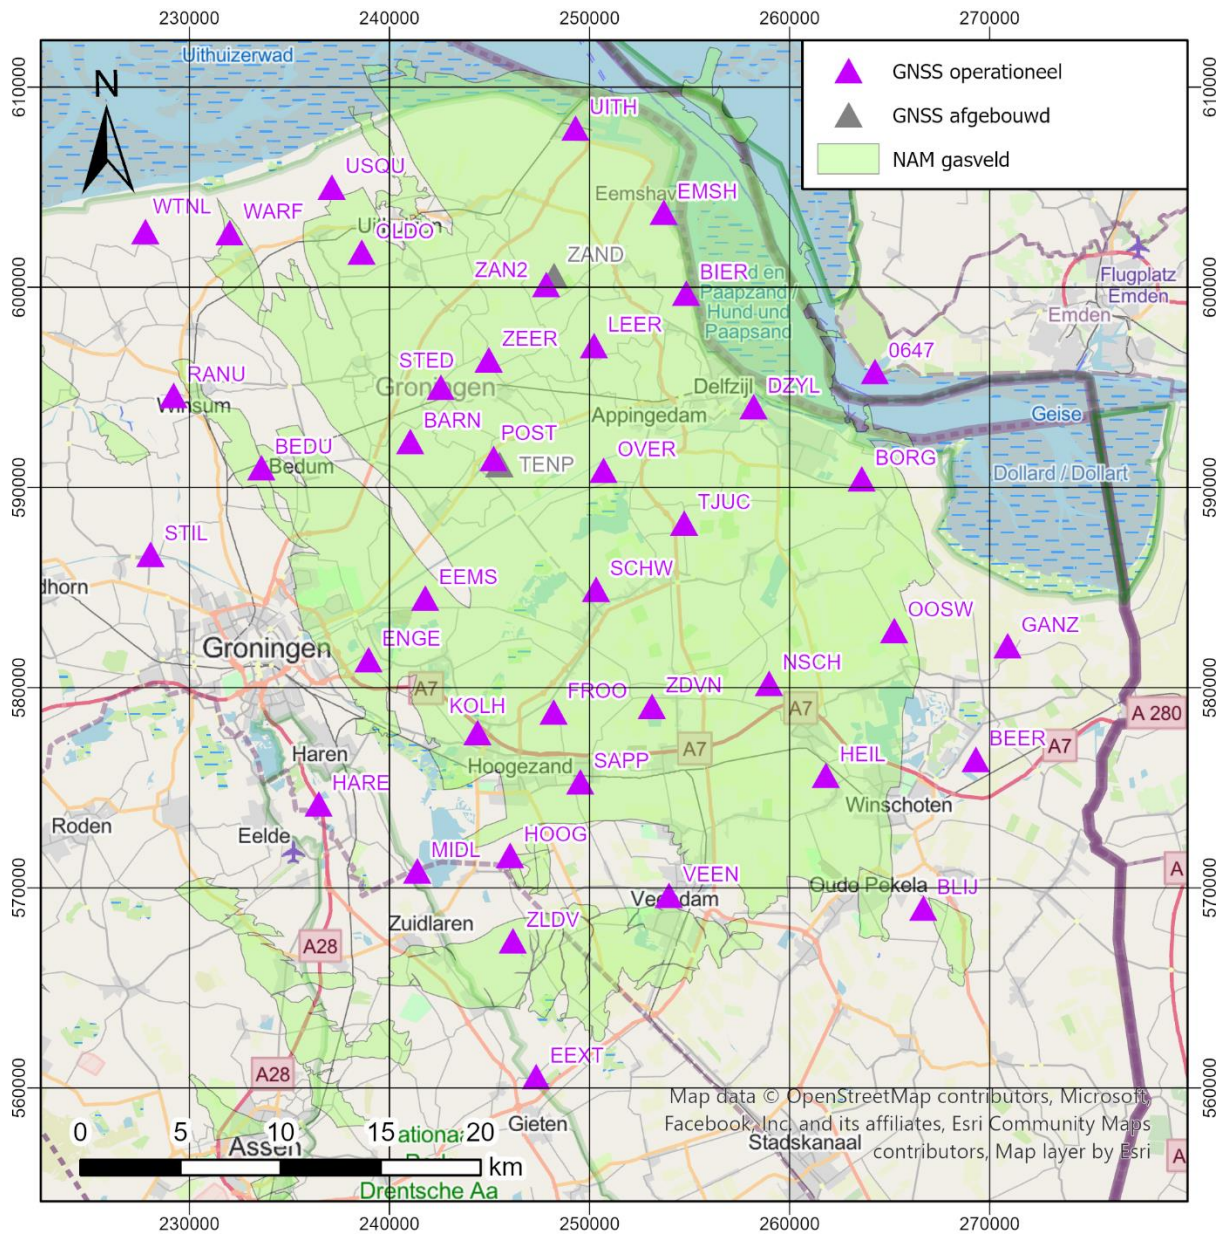 230000
240000
250000
260000
270000
610000
600000
590000
580000
570000
560000
610000
600000
590000
580000
570000
560000
N
GNSS operationeel
GNSS afgebouwd
NAM gasveld
Uithuizerwad
UITH
USQU
EMSH
WTNL
WARF
OLDO
ZAND
ZAN2
BIER
Paapzand /
Hund und
Paapsand
Flugplatz
Emden
Emden
LEER
ZEER
STED
Groningen
0647
RANU
Winsum
Delfzijl
DZYL
Appingedam
Geise
BARN
POST
TENP
OVER
BEDU
Bedum
BORG
Dollard / Dollart
TJUC
STIL
dhorn
EEMS
SCHW
OOSW
GANZ
Groningen
ENGE
NSCH
A7
FROO
ZDVN
KOLH
A7
A 280
A7
BEER
Haren
Hoogezand
SAPP
HEIL
Winschoten
HARE
Roden
Eelde
HOOG
MIDL
VEEN
Oude Pekela
BLIJ
Zuidlaren
ZLDV
A28
A
EEXT
A28
Gieten
Assen
Stadskanaal
A
Drentsche Aa
0 5 10 15 20
km
Map data © OpenStreetMap contributors, Microsoft,
Facebook, Inc. and its affiliates, Esri Community Maps
contributors, Map layer by Esri
230000
240000
250000
260000
270000